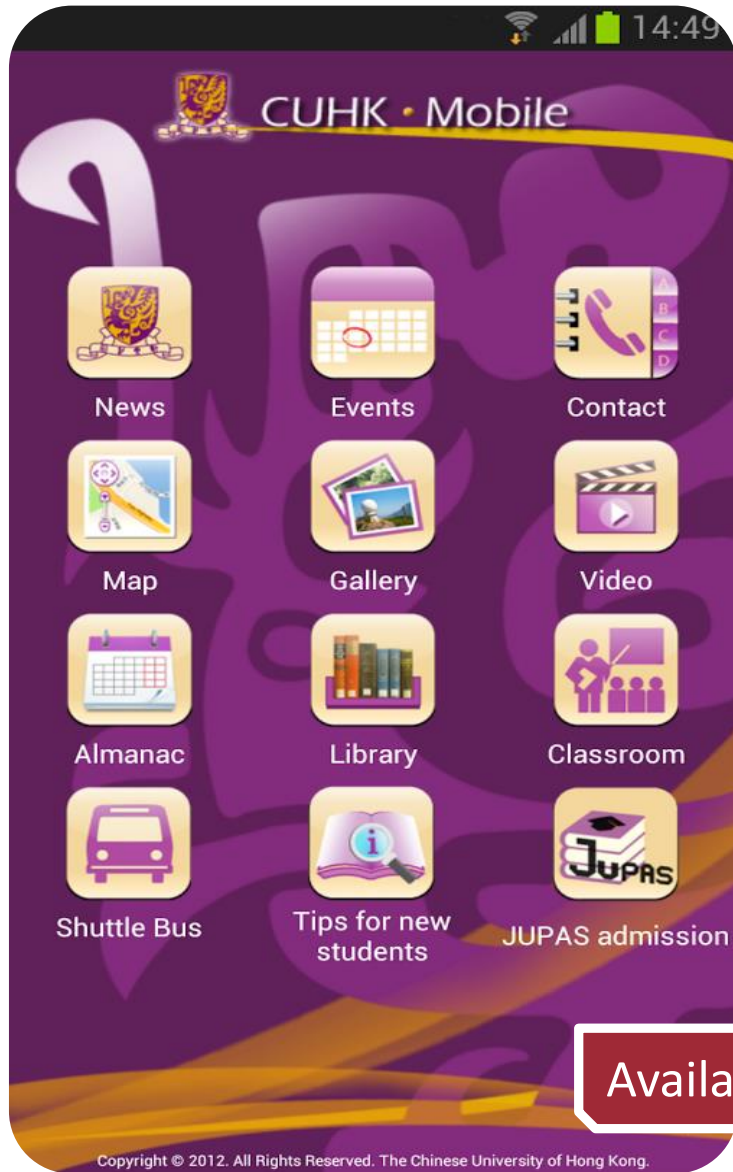 14:49
CUHK · Mobile
A
B
C
D
News Events Contact
Map Gallery Video
Almanac Library Classroom
JUPAS
Shuttle Bus Tips for new students JUPAS admission
Availa
Copyright © 2012. All Rights Reserved. The Chinese University of Hong Kong.